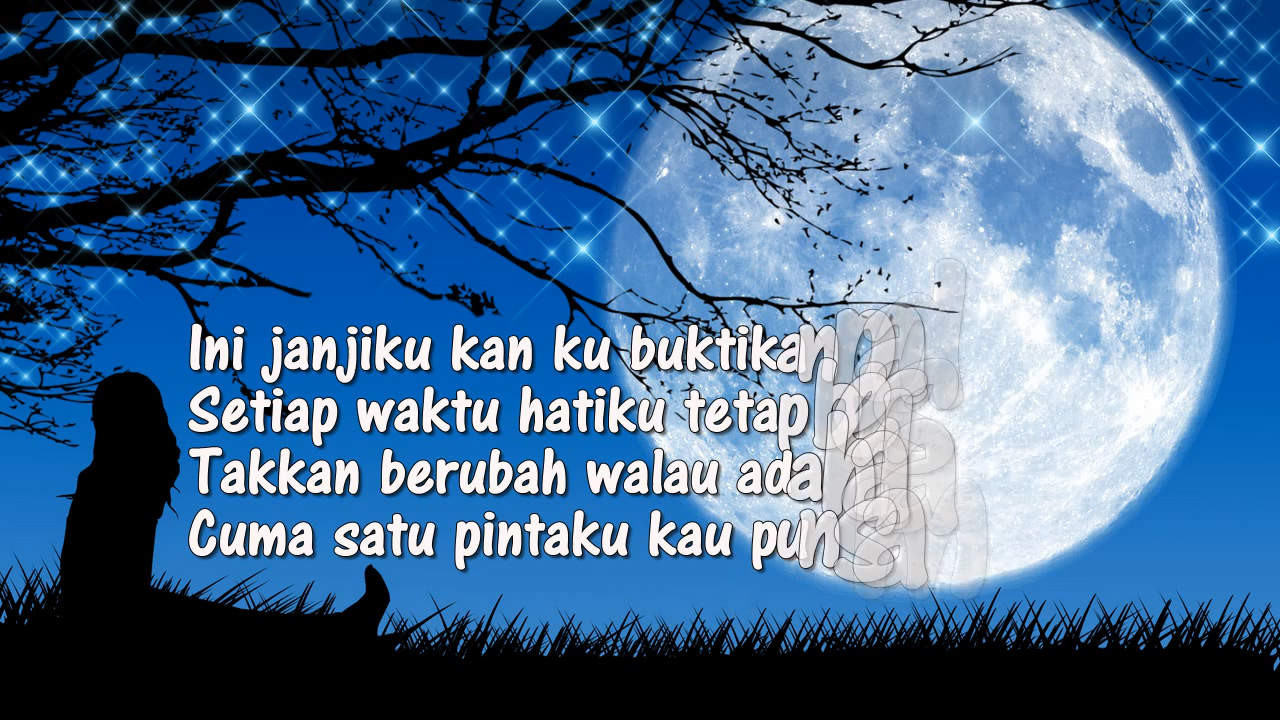 Ini janjiku kan ku buktikan
Setiap waktu hatiku tetap
Takkan berubah walau ada
Cuma satu pintaku kau pun